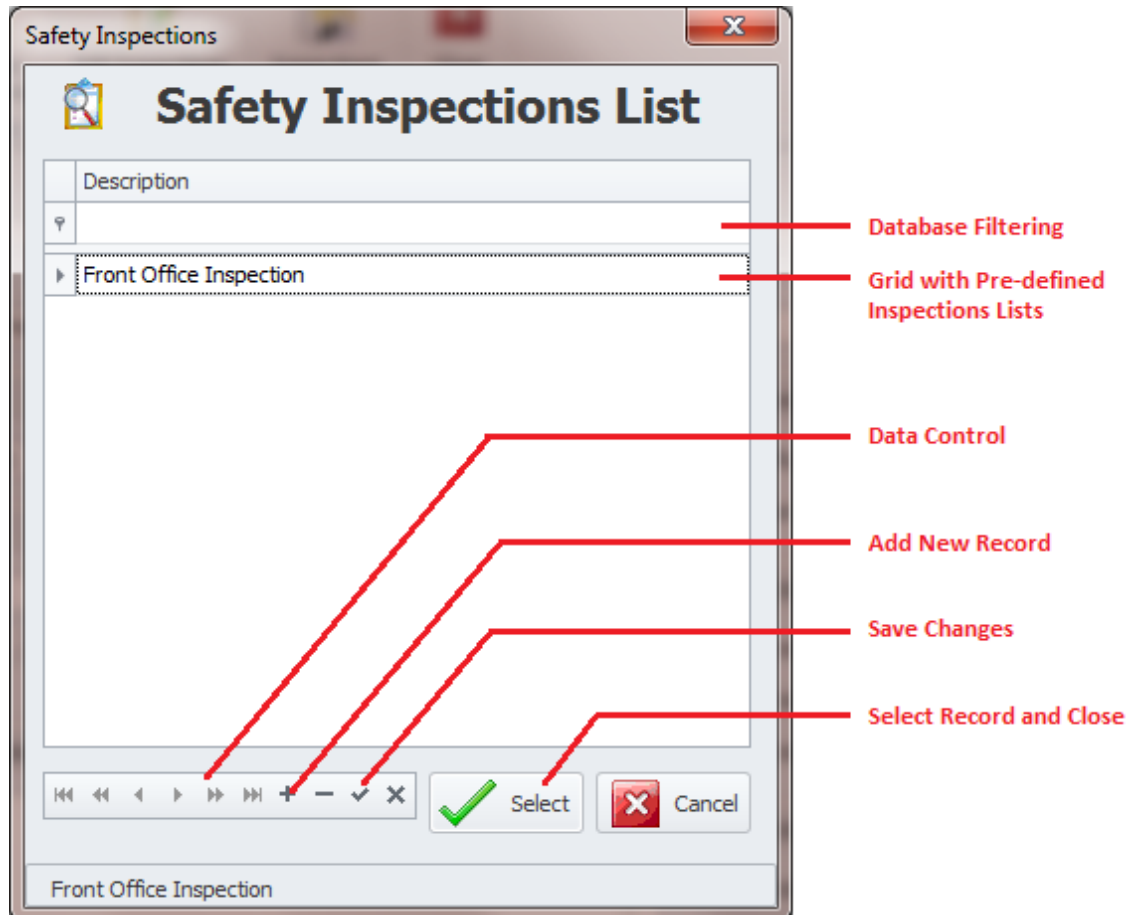 Safety Inspections
Safety Inspections List
Description
Database Filtering
Front Office Inspection
Grid with Pre-defined
Inspections Lists
Data Control
Add New Record
Save Changes
Select Record and Close
Select
Cancel
Front Office Inspection